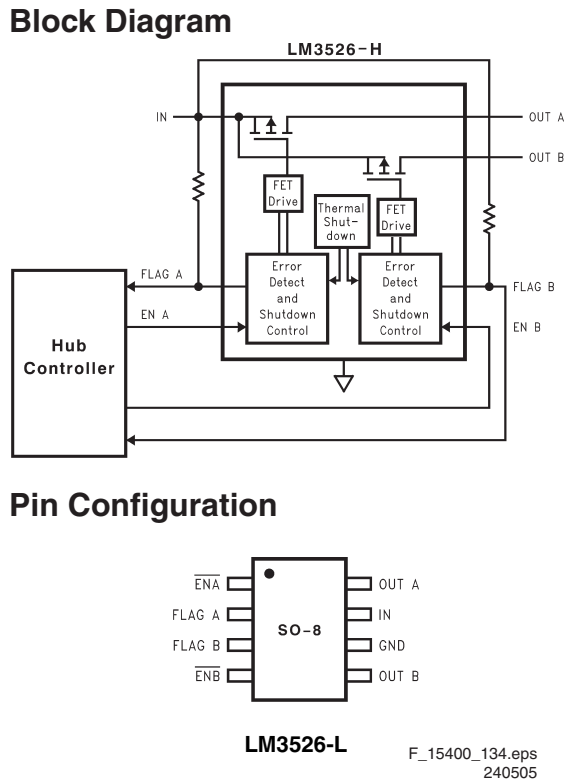 Block Diagram
LM3526-H
IN
OUT A
OUT B
FET
Drive
Thermal
Shut-
down
FET
Drive
FLAG A
Error
Detect
and
Shutdown
Control
Error
Detect
and
Shutdown
Control
FLAG B
EN A
EN B
Hub
Controller
Pin Configuration
ENA
FLAG A
FLAG B
ENB
SO-8
OUT A
IN
GND
OUT B
LM3526-L
F_15400_134.eps
240505